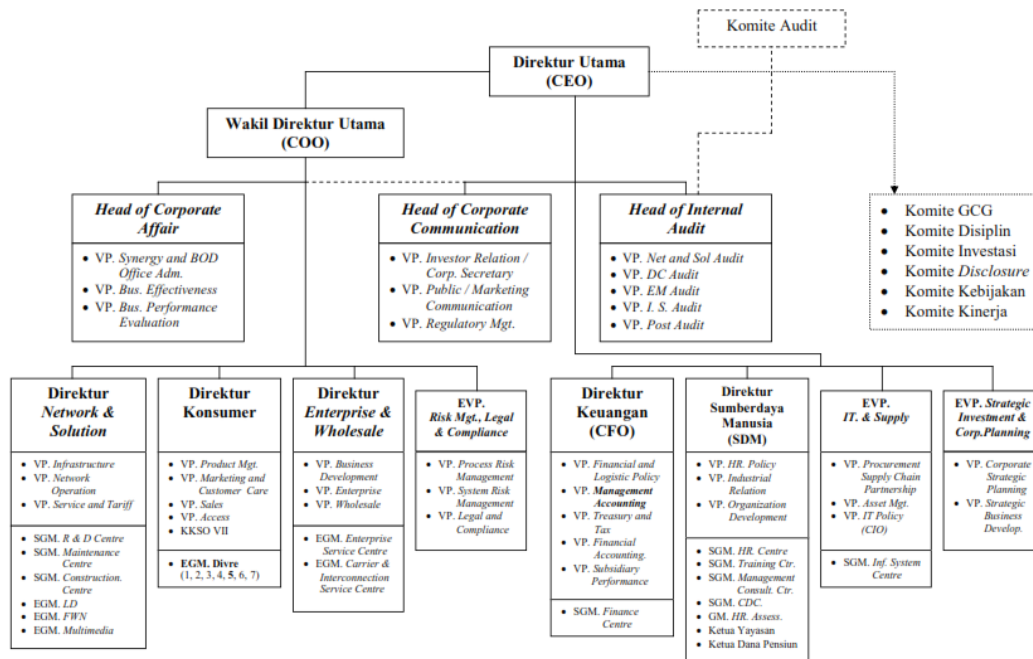 Komite Audit
Direktur Utama
(CEO)
Wakil Direktur Utama
(COO)
Head of Corporate
Affair
• VP. Synergy and BOD
Office Adm.
• VP. Bus. Effectiveness
• VP. Bus. Performance
Evaluation
Head of Corporate
Communication
• VP. Investor Relation /
Corp. Secretary
• VP. Public / Marketing
Communication
• VP. Regulatory Mgt.
Head of Internal
Audit
• VP. Net and Sol Audit
• VP. DC Audit
• VP. EM Audit
• VP. I. S. Audit
• VP. Post Audit
• Komite GCG
• Komite Disiplin
• Komite Investasi
• Komite Disclosure
• Komite Kebijakan
• Komite Kinerja
Direktur
Network &
Solution
• VP. Infrastructure
• VP. Network
Operation
• VP. Service and Tariff
• SGM. R & D Centre
• SGM. Maintenance
Centre
• SGM. Construction.
Centre
• EGM. LD
• EGM. FWN
• EGM. Multimedia
Direktur
Konsumer
• VP. Product Mgt.
• VP. Marketing and
Customer Care
• VP. Sales
• VP. Access
• KKSO VII
• EGM. Divre
(1, 2, 3, 4, 5, 6, 7)
Direktur
Enterprise &
Wholesale
• VP. Business
Development
• VP. Enterprise
• VP. Wholesale
• EGM. Enterprise
Service Centre
• EGM. Carrier &
Interconnection
Service Centre
EVP.
Risk Mgt., Legal
& Compliance
• VP. Process Risk
Management
• VP. System Risk
Management
• VP. Legal and
Compliance
Direktur
Keuangan
(CFO)
• VP. Financial and
Logistic Policy
• VP. Management
Accounting
• VP. Treasury and
Tax
• VP. Financial
Accounting.
• VP. Subsidiary
Performance
• SGM. Finance
Centre
Direktur
Sumberdaya
Manusia
(SDM)
• VP. HR. Policy
• VP. Industrial
Relation
• VP. Organization
Development
• SGM. HR. Centre
• SGM. Training Ctr.
• SGM. Management
Consult. Ctr.
• SGM. CDC.
• GM. HR. Assess.
• Ketua Yayasan
• Ketua Dana Pensiun
EVP.
IT. & Supply
• VP. Procurement
Supply Chain
Partnership
• VP. Asset Mgt.
• VP. IT Policy
(CIO)
• SGM. Inf. System
Centre
EVP. Strategic
Investment &
Corp.Planning
• VP. Corporate
Strategic
Planning
• VP. Strategic
Business
Develop.